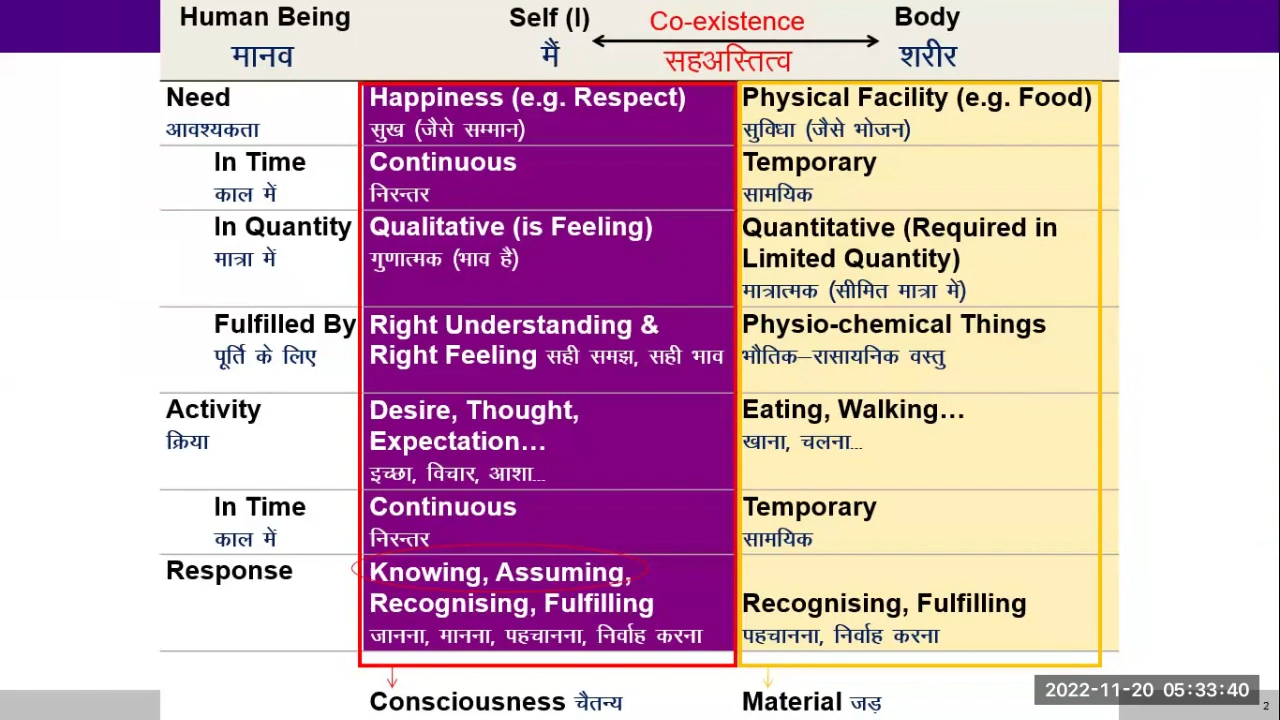 Human Being Self (I) Co-existence Body
मानव मैं सहअस्तित्व शरीर
Need Happiness (e.g. Respect) Physical Facility (e.g. Food)
आवश्यकता सुख (जैसे सम्मान) सुविधा (जैसे भोजन)
In Time Continuous Temporary
काल में निरन्तर सामयिक
In Quantity Qualitative (is Feeling) Quantitative (Required in
मात्रा में गुणात्मक (भाव है) Limited Quantity)
मात्रात्मक (सीमित मात्रा में)
Fulfilled By Right Understanding & Physio-chemical Things
पूर्ति के लिए Right Feeling सही समझ, सही भाव भौतिक–रासायनिक वस्तु
Activity Desire, Thought, Eating, Walking…
क्रिया Expectation… खाना, चलना…
इच्छा, विचार, आशा…
In Time Continuous Temporary
काल में निरन्तर सामयिक
Response Knowing, Assuming,
Recognising, Fulfilling Recognising, Fulfilling
जानना, मानना, पहचानना, निर्वाह करना पहचानना, निर्वाह करना
Consciousness चैतन्य Material जड़
2022-11-20 05:33:40
2